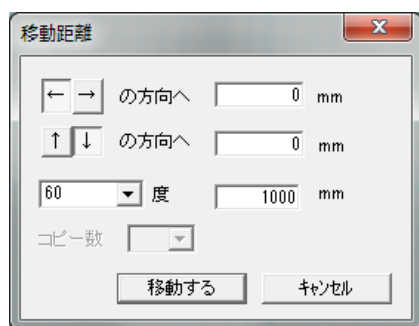 移動距離
← → の方向へ 0 mm
↑ ↓ の方向へ 0 mm
60 度 1000 mm
コピー数
移動する キャンセル